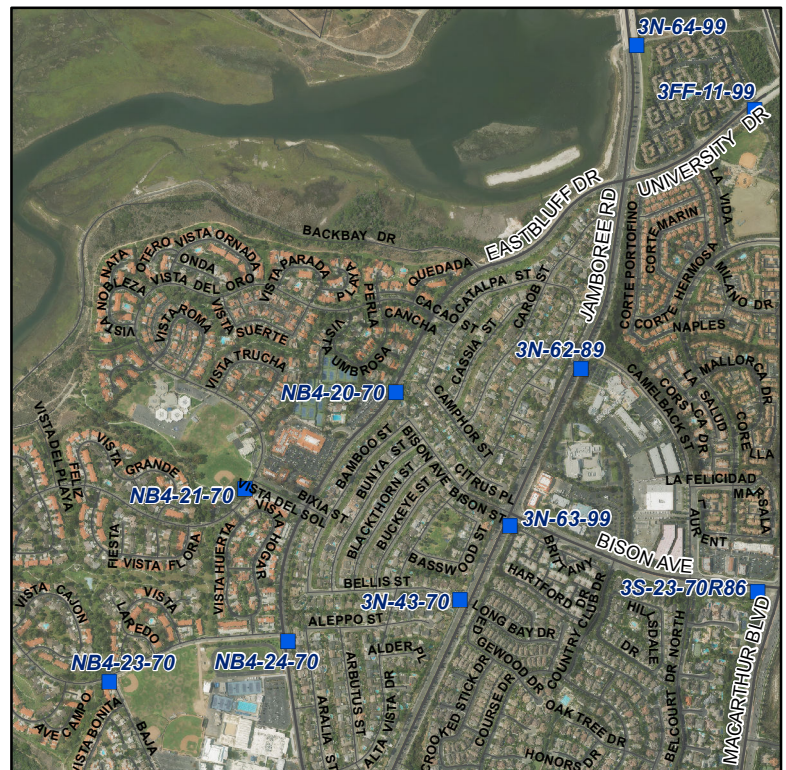 3N-64-99
3FF-11-99
UNIVERSITY DR
EASTBLUFF DR
JAMBOREE RD
LA VIDA
CORTE PORTOFINO
CORTE MARIN
CORTE HERMOSA
MILANO DR
NAPLES
BACKBAY DR
NOB NATA
OTERO
VISTA ORNADA
ONDA
VISTA DEL ORO
VISTA PARADA
PLATA
QUEDADA
PERLA
CACAO ST
CATALPA ST
CAROB ST
CANCHA
CASSIA ST
VISTA
LEZA
VISTA ROMA
VISTA SUERTE
VISTA UMBROSA
VISTA TRUCHA
3N-62-89
NB4-20-70
CAMPHOR ST
CAMELBACK ST
MALLORCA DR
LA SALUD
CORS CA DR
CORELLA
VISTA DEL PLAYA
FELIZ
VISTA GRANDE
BAMBOO ST
BUNYA ST
BISON AVE
BLACKTHORN ST
BUCKEYE ST
CITRUS PL
BISON ST
LA FELICIDAD
MARSALA
LAURENT
NB4-21-70
VISTA DEL SOL
BIXIA ST
VISTA HOGAR
VISTA HUERTA
FIESTA
VISTA FLORA
3N-63-99
BISON AVE
BASSWOOD ST
BRITTANY
HARTFORD DR
COUNTRY CLUB DR
3S-23-70R86
VISTA CAJON
VISTA
LAREDO
BELLIS ST
3N-43-70
ALEPPO ST
LONG BAY DR
HILLSDALE DR
BELCOURT DR NORTH
MACARTHUR BLVD
NB4-23-70
NB4-24-70
ALDER PL
ARBUTUS ST
ARALIA ST
ALTA VISTA DR
CROOKED STICK DR
COURSE DR
EDGEWOOD DR
OAK TREE DR
HONORS DR
AVE CAMPO
VISTA BONITA
BAJA